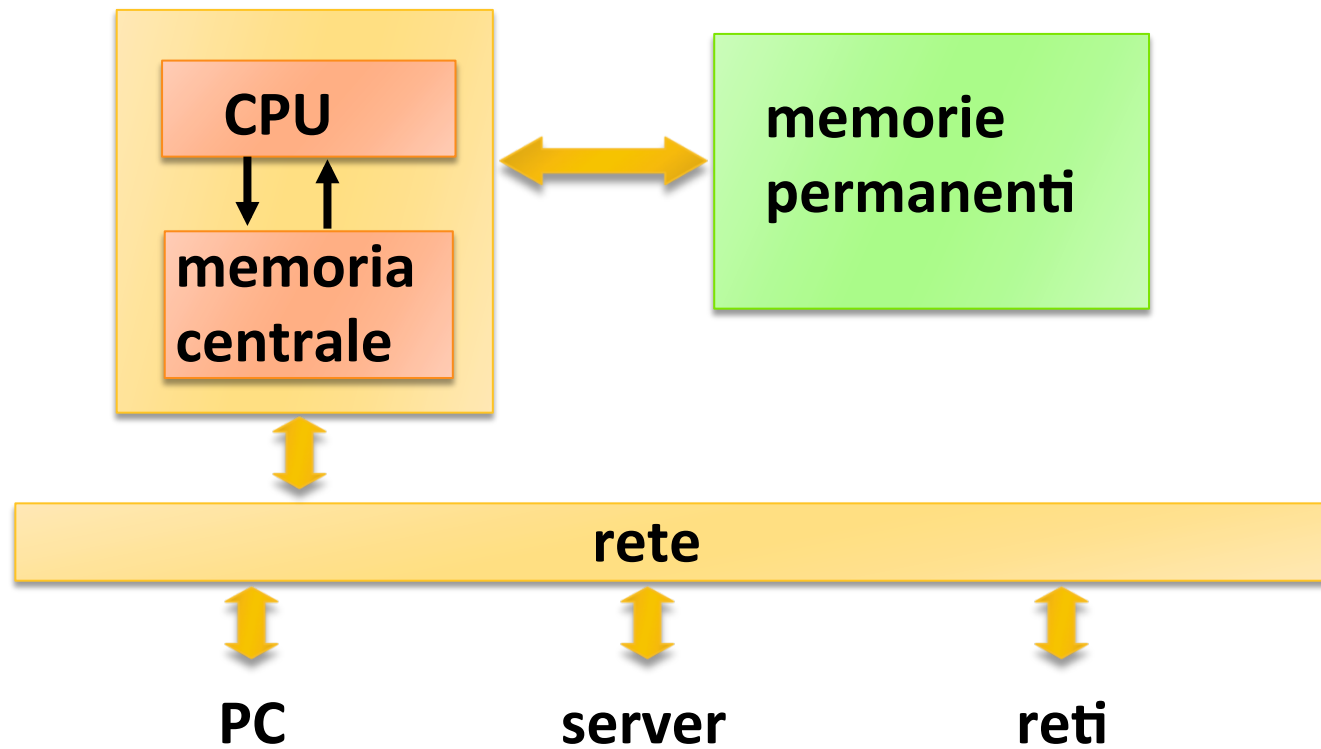 CPU
memoria
centrale
memorie
permanenti
rete
PC
server
reti